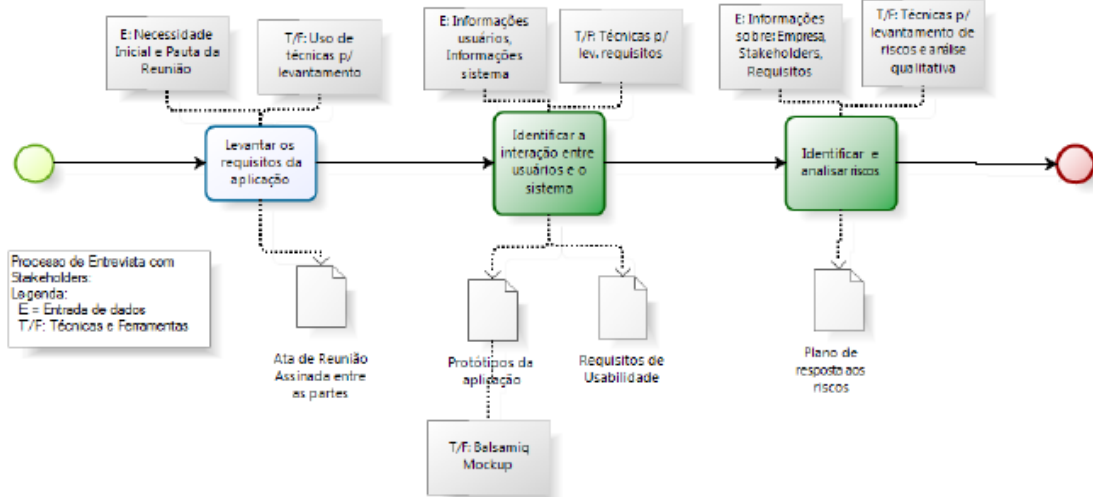 E: Necessidade
Inicial e Pauta da
Reunião
T/F: Uso de
técnicas p/
levantamento
E: Informações
usuários,
Informações
sistema
T/F: Técnicas p/
lev. requisitos
E: Informações
sobre: Empresa,
Stakeholders,
Requisitos
T/F: Técnicas p/
levantamento de
riscos e análise
qualitativa
Levantar os
requisitos da
aplicação
Identificar a
interação entre
usuários e o
sistema
Identificar e
analisar riscos
Processo de Entrevista com
Stakeholders:
Legenda:
E = Entrada de dados
T/F: Técnicas e Ferramentas
Ata de Reunião
Assinada entre
as partes
Protótipos da
aplicação
Requisitos de
Usabilidade
Plano de
resposta aos
riscos
T/F: Balsamiq
Mockup